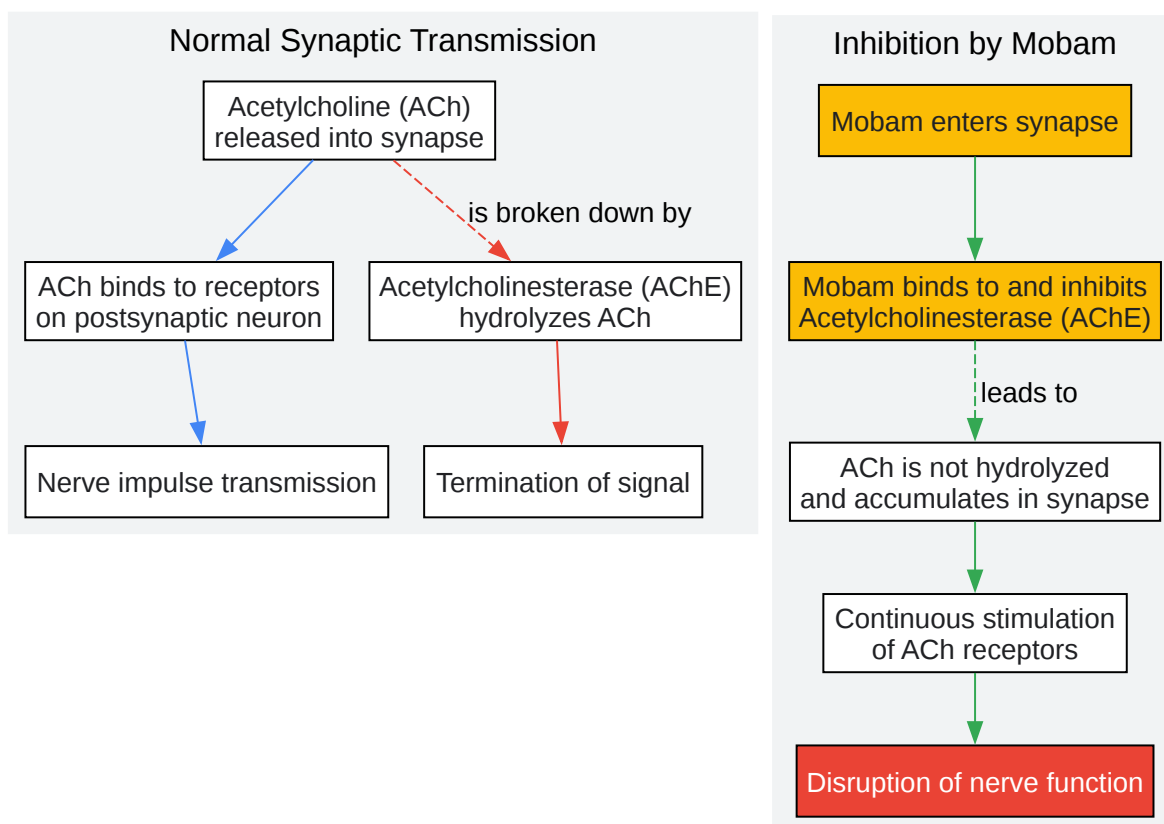 Normal Synaptic Transmission
Acetylcholine (ACh)
released into synapse
is broken down by
ACh binds to receptors
on postsynaptic neuron
Acetylcholinesterase (AChE)
hydrolyzes ACh
Nerve impulse transmission
Termination of signal
Inhibition by Mobam
Mobam enters synapse
Mobam binds to and inhibits
Acetylcholinesterase (AChE)
leads to
ACh is not hydrolyzed
and accumulates in synapse
Continuous stimulation
of ACh receptors
Disruption of nerve function